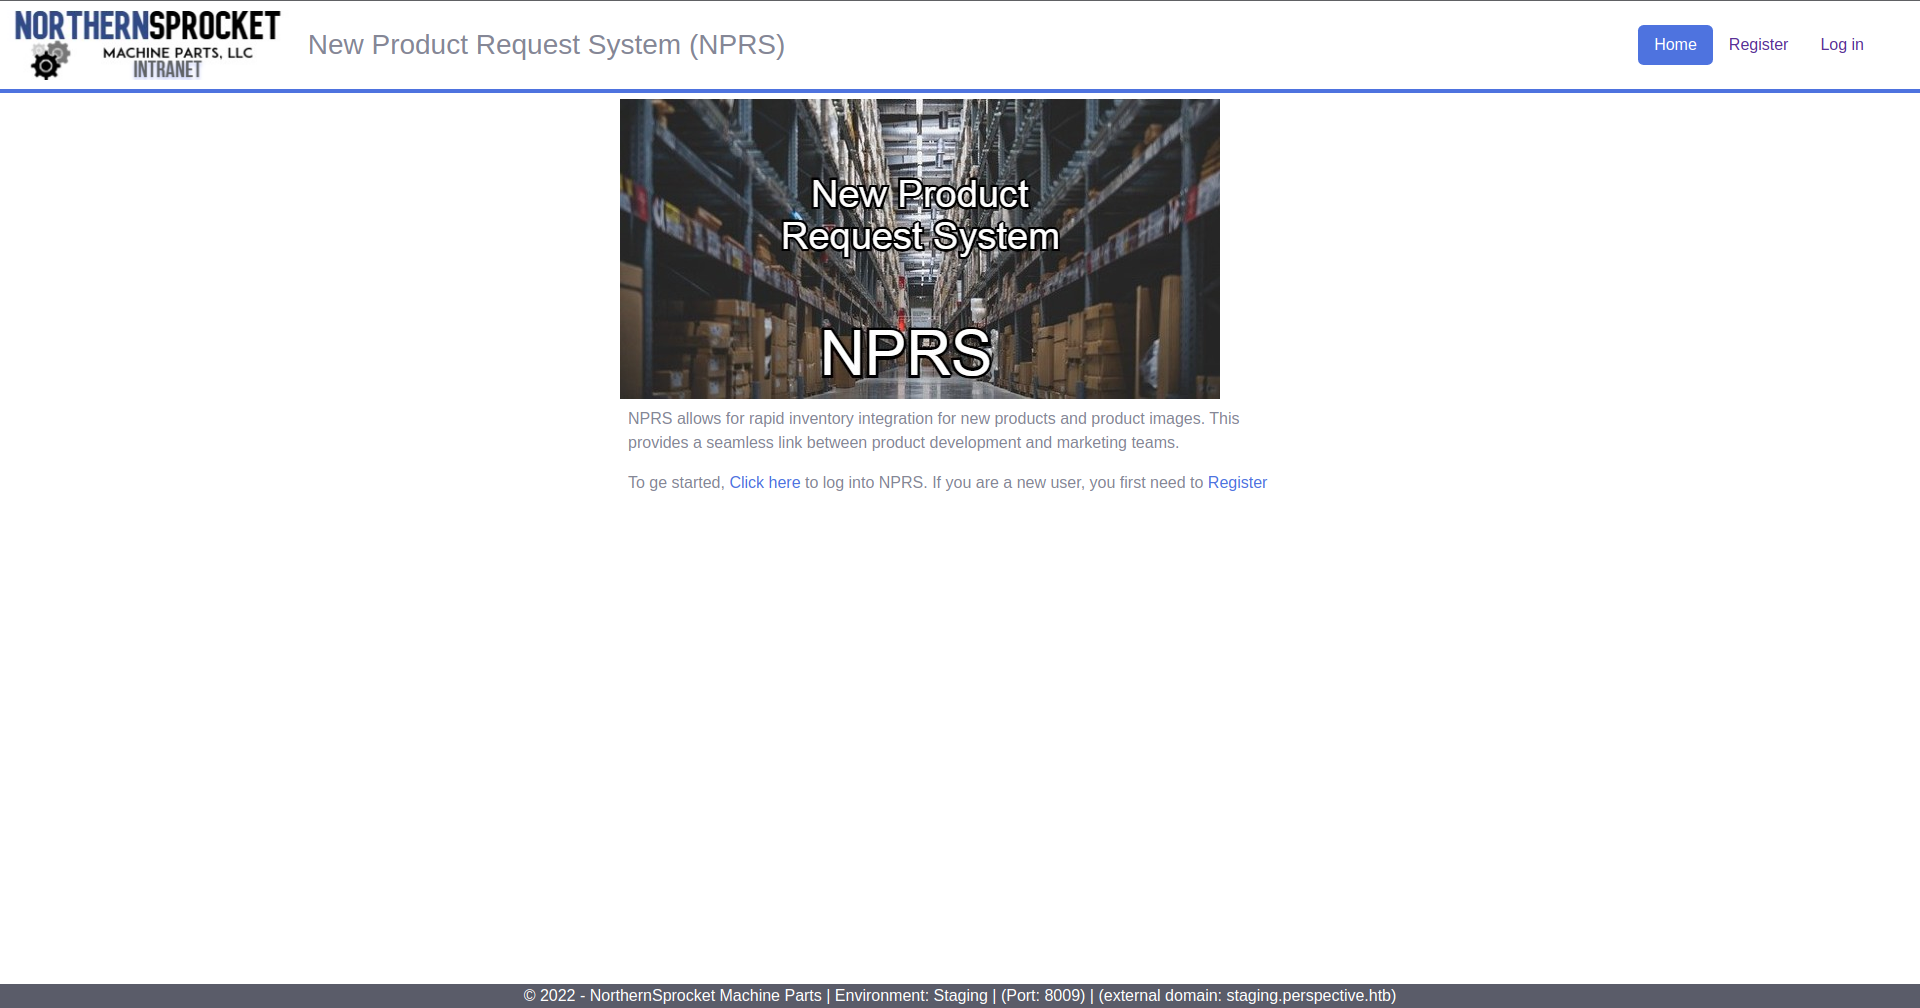 NORTHERNSPROCKET
MACHINE PARTS, LLC
INTRANET
New Product Request System (NPRS)
Home Register Log in
New Product
Request System
NPRS
NPRS allows for rapid inventory integration for new products and product images. This
provides a seamless link between product development and marketing teams.
To ge started, Click here to log into NPRS. If you are a new user, you first need to Register
© 2022 - NorthernSprocket Machine Parts | Environment: Staging | (Port: 8009) | (external domain: staging.perspective.htb)